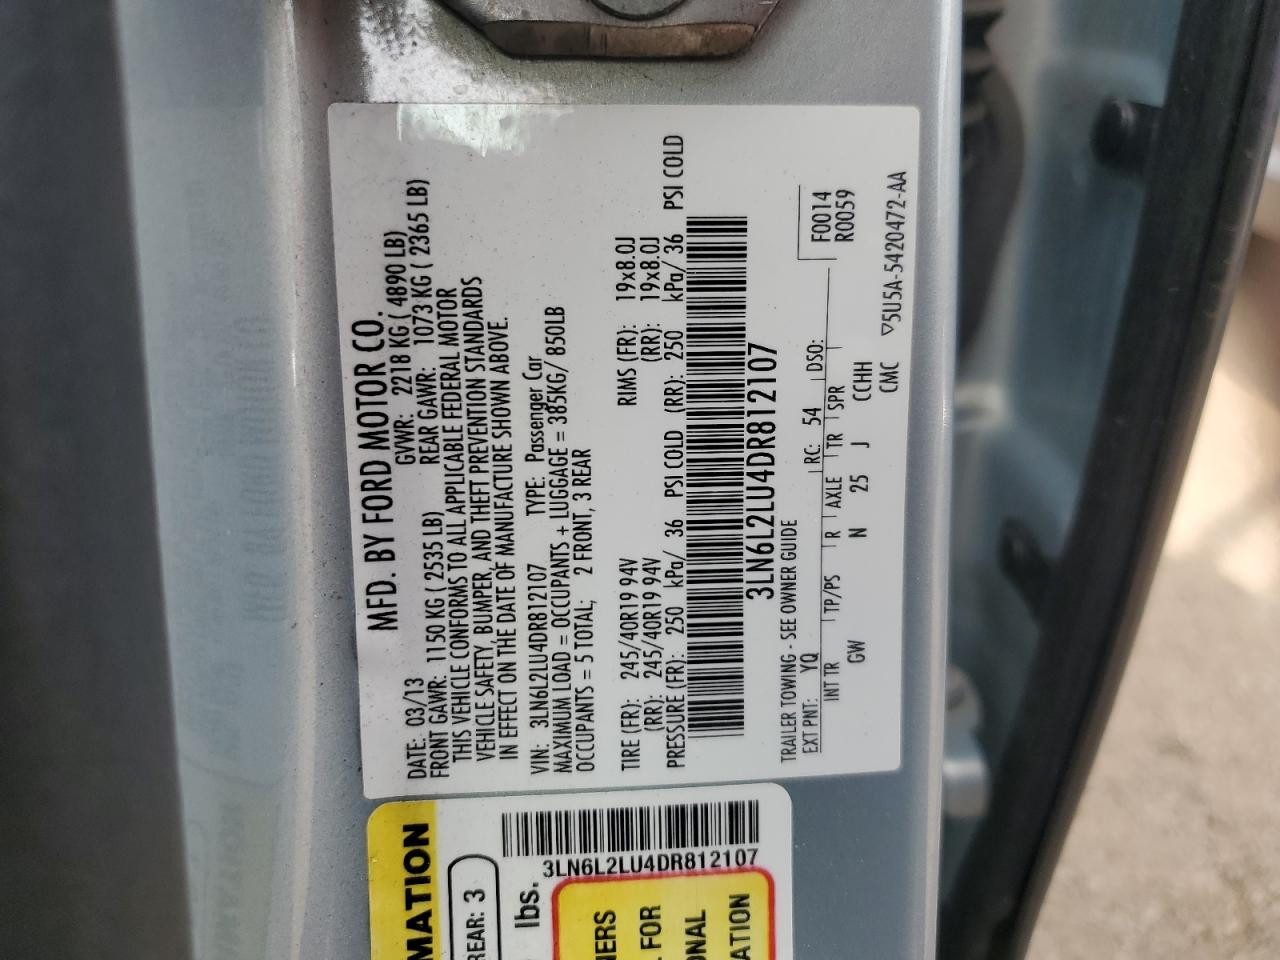 MFD. BY FORD MOTOR CO.
DATE: 03/13 GVWR: 2218 KG ( 4890 LB)
FRONT GAWR: 1150 KG ( 2535 LB) REAR GAWR: 1073 KG ( 2365 LB)
THIS VEHICLE CONFORMS TO ALL APPLICABLE FEDERAL MOTOR
VEHICLE SAFETY, BUMPER, AND THEFT PREVENTION STANDARDS
IN EFFECT ON THE DATE OF MANUFACTURE SHOWN ABOVE.
VIN: 3LN6L2LU4DR812107 TYPE: Passenger Car
MAXIMUM LOAD = OCCUPANTS + LUGGAGE = 385KG/ 850LB
OCCUPANTS = 5 TOTAL; 2 FRONT, 3 REAR
TIRE (FR): 245/40R19 94V RIMS (FR): 19x8.0J
(RR): 245/40R19 94V (RR): 19x8.0J
PRESSURE (FR): 250 kPa/ 36 PSI COLD (RR): 250 kPa/ 36 PSI COLD
3LN6L2LU4DR812107
TRAILER TOWING - SEE OWNER GUIDE F0014
EXT PNT: YQ RC: 54 DSO: R0059
INT TR TP/PS R AXLE TR SPR
GW N 25 J CCHH
CMC ▽5U5A-5420472-AA
MATION
REAR: 3
lbs.
3LN6L2LU4DR812107
NERS
L FOR
ONAL
ATION